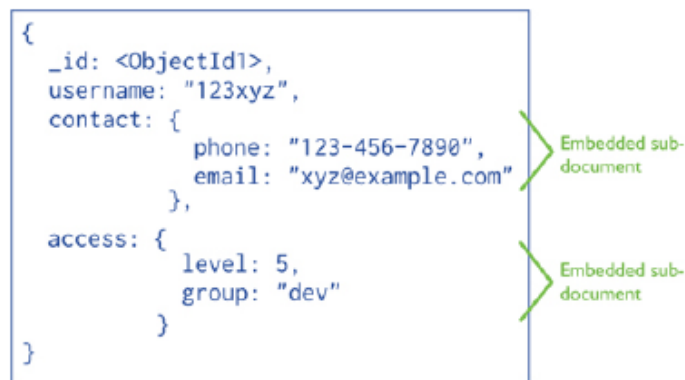 {
_id: <ObjectId1>,
username: "123xyz",
contact: {
phone: "123-456-7890",
email: "xyz@example.com"
},
access: {
level: 5,
group: "dev"
}
}
Embedded sub-
document
Embedded sub-
document